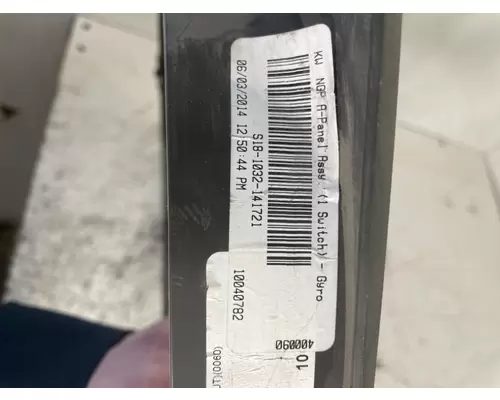 KW NGP A-Panel Assy. (1 Switch) - Gyro
S18-1032-141721
06/03/2014 12:50:44 PM
10040782
400090
10